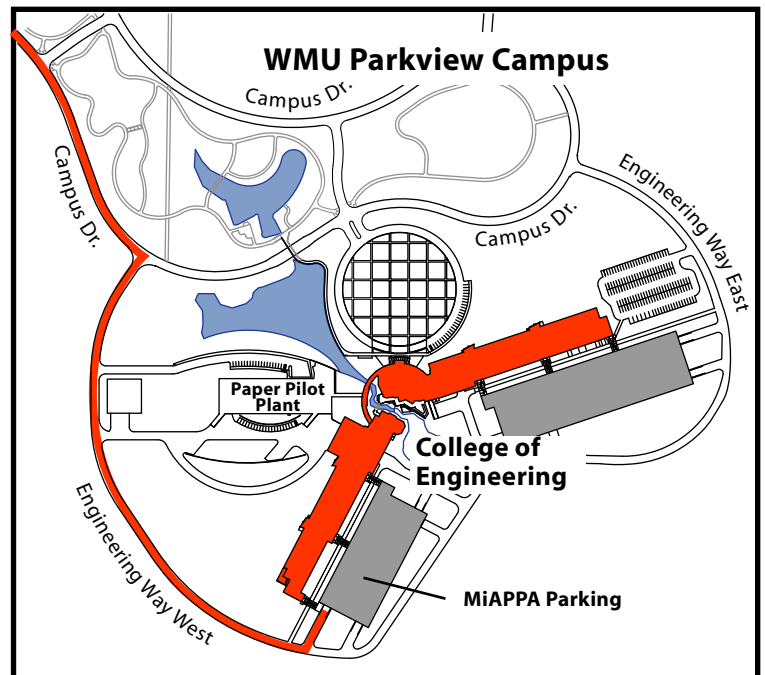 WMU Parkview Campus
Campus Dr.
Campus Dr.
Engineering Way East
Campus Dr.
Paper Pilot
Plant
College of
Engineering
Engineering Way West
MiAPPA Parking